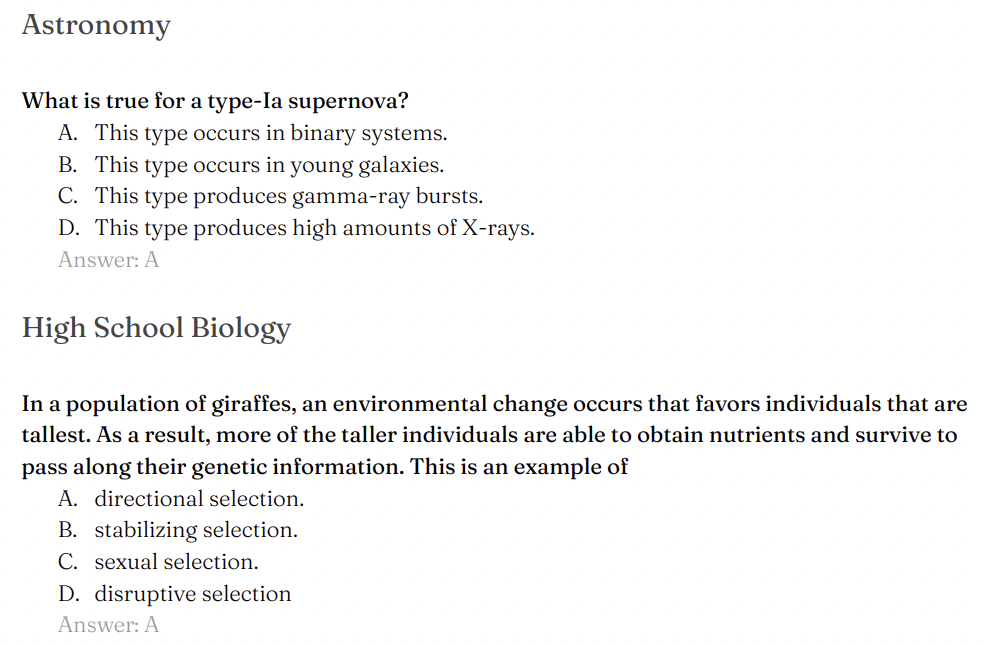 Astronomy
What is true for a type-Ia supernova?
A. This type occurs in binary systems.
B. This type occurs in young galaxies.
C. This type produces gamma-ray bursts.
D. This type produces high amounts of X-rays.
Answer: A
High School Biology
In a population of giraffes, an environmental change occurs that favors individuals that are
tallest. As a result, more of the taller individuals are able to obtain nutrients and survive to
pass along their genetic information. This is an example of
A. directional selection.
B. stabilizing selection.
C. sexual selection.
D. disruptive selection
Answer: A